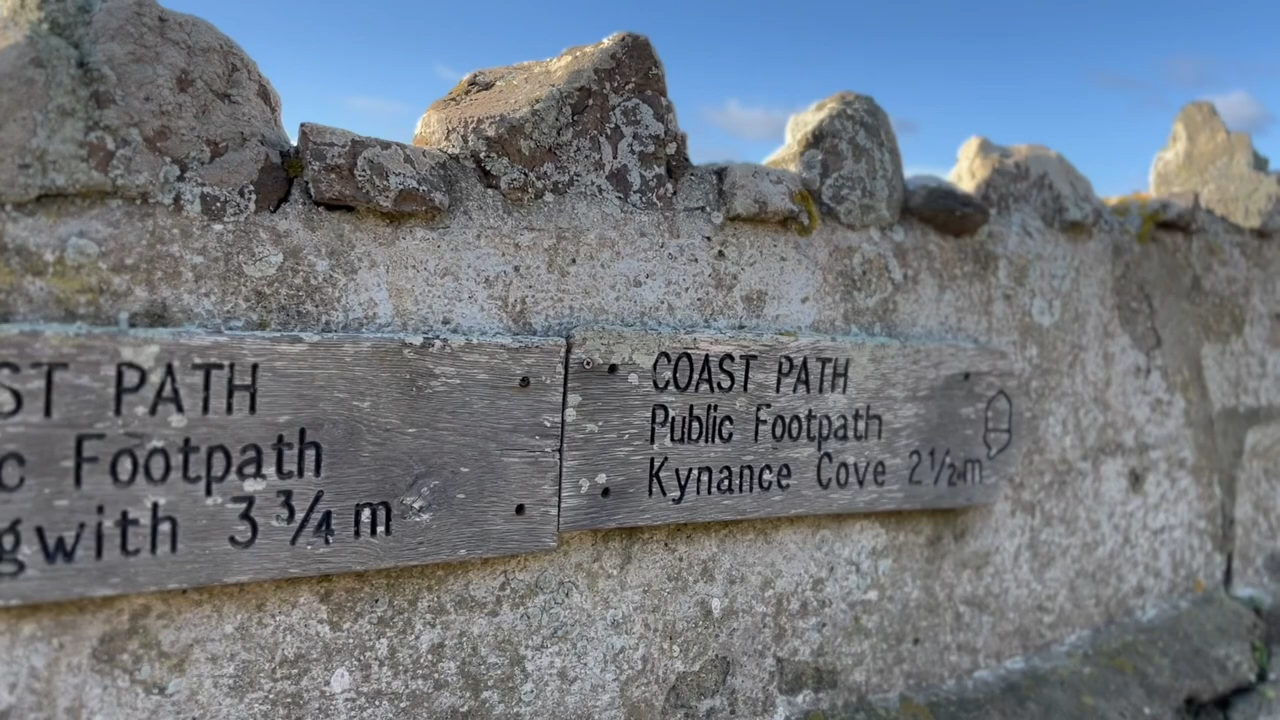 ST PATH
c Footpath
gwith 3¾ m
COAST PATH
Public Footpath
Kynance Cove 2½m